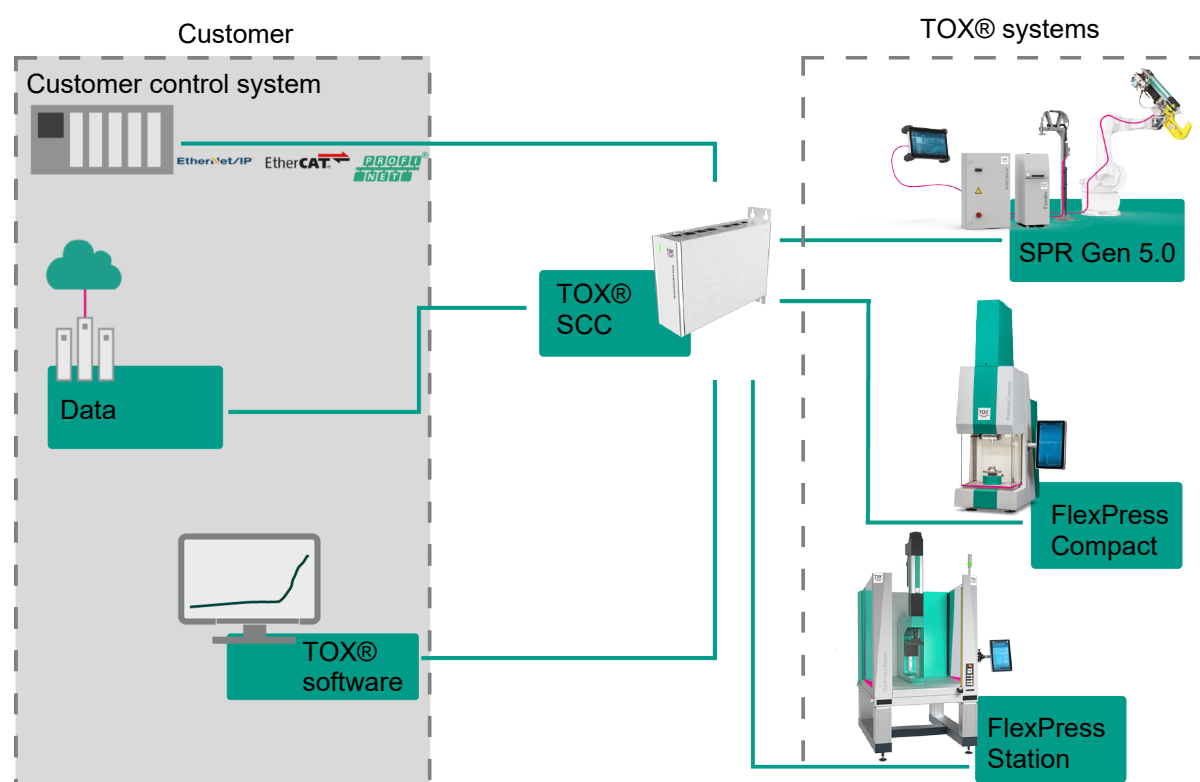 Customer
TOX® systems
Customer control system
EtherNet/IP
EtherCAT®
PROFI®
NET
SPR Gen 5.0
TOX®
SCC
Data
FlexPress
Compact
TOX®
software
FlexPress
Station